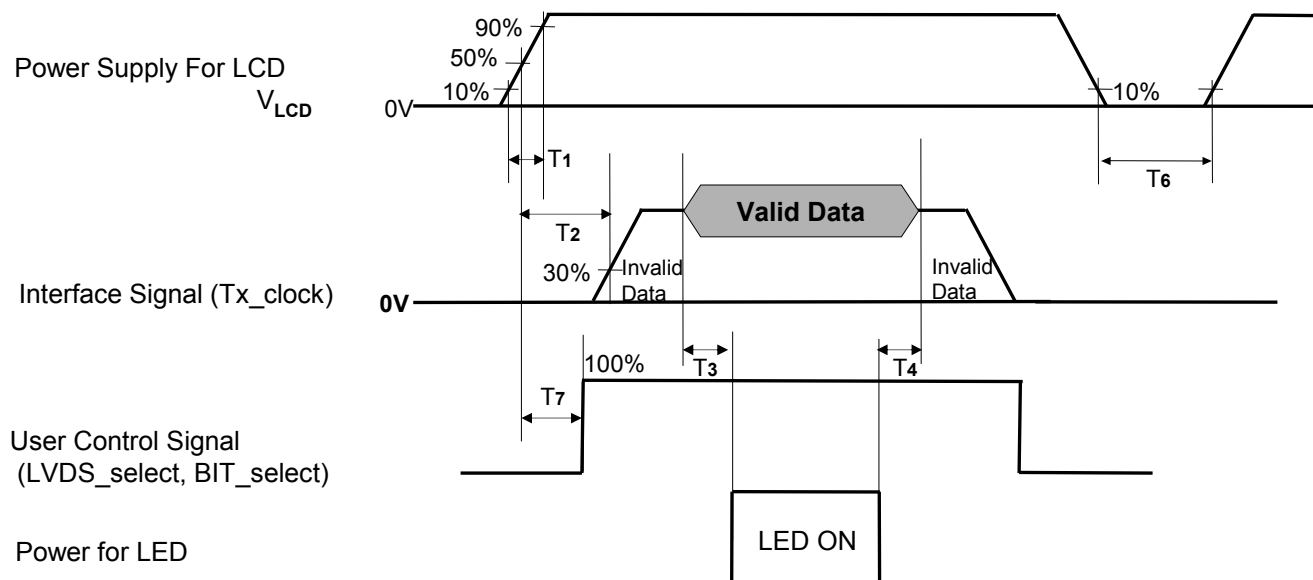 90%
50%
Power Supply For LCD
10%
10%
VLCD
0V
T1
T6
Valid Data
T2
30%
Invalid
Data
Invalid
Data
Interface Signal (Tx_clock)
0V
100%
T3
T4
T7
User Control Signal
(LVDS_select, BIT_select)
LED ON
Power for LED